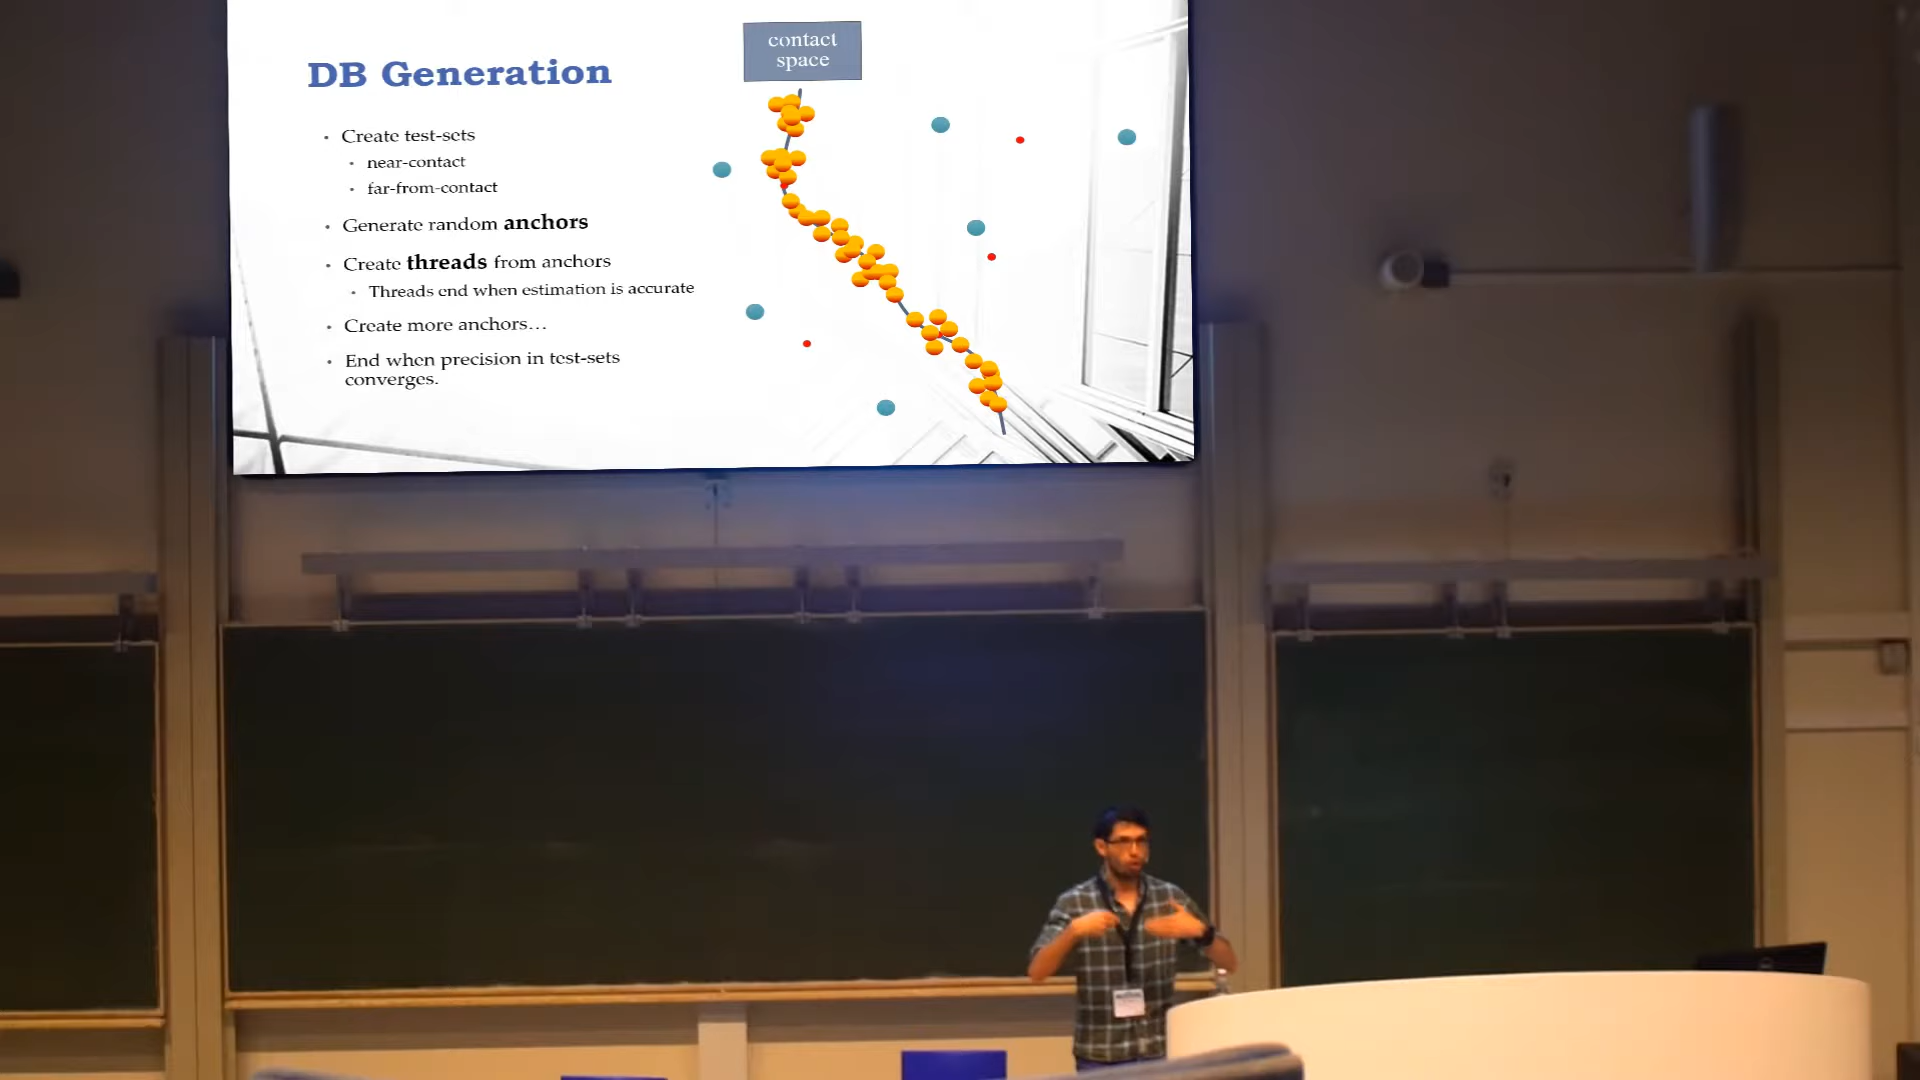 contact
space
DB Generation
• Create test-sets
• near-contact
• far-from-contact
• Generate random anchors
• Create threads from anchors
• Threads end when estimation is accurate
• Create more anchors…
• End when precision in test-sets
converges.